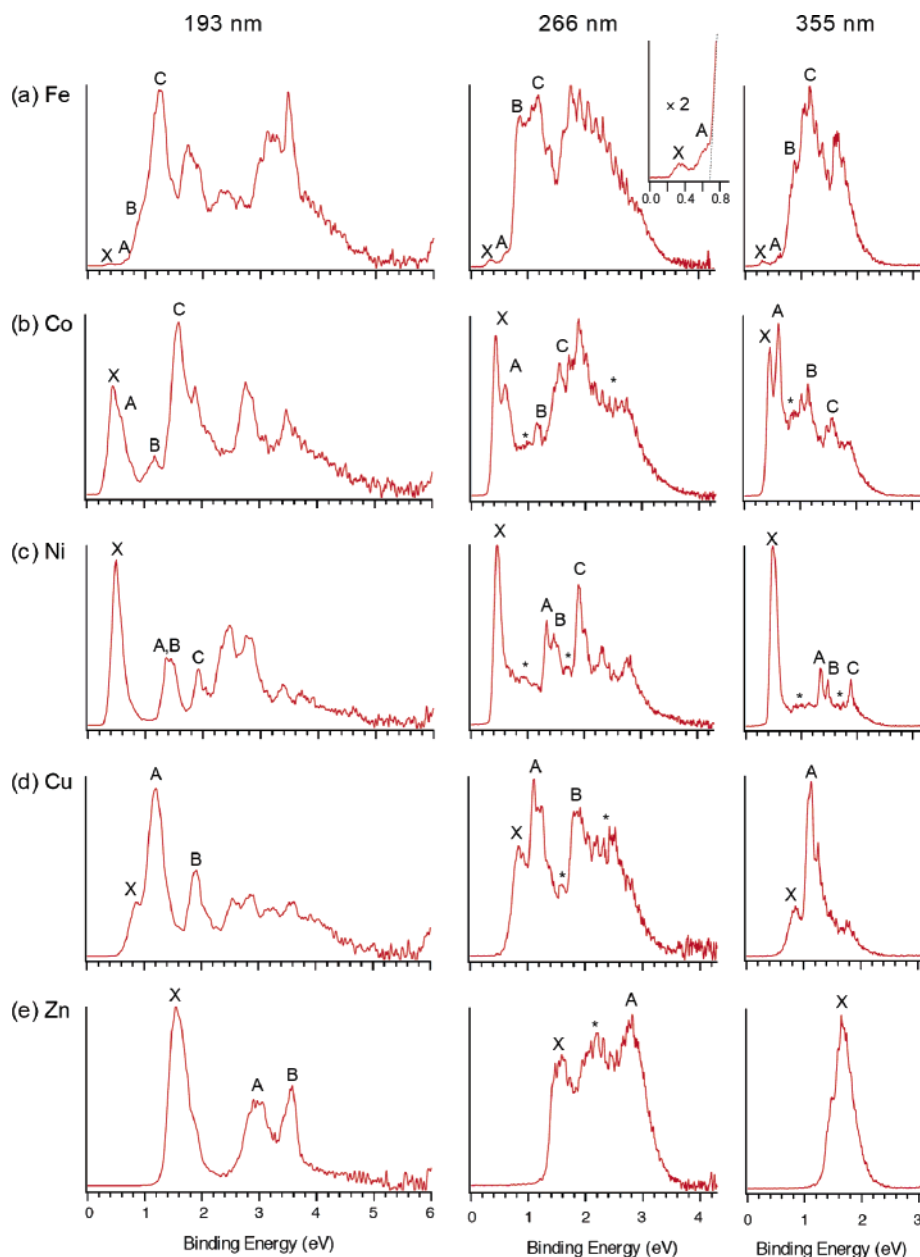 193 nm 266 nm 355 nm
(a) Fe
X A B C
X A B C
× 2
X A
0.0 0.4 0.8
X A B C
(b) Co
X A B C
X A * B C *
X A * B C
(c) Ni
X A,B C
X * A B * C
X * A B * C
(d) Cu
X A B
X A * B *
X A
(e) Zn
X A B
X * A
X
0 1 2 3 4 5 6
0 1 2 3 4
0 1 2 3
Binding Energy (eV) Binding Energy (eV) Binding Energy (eV)